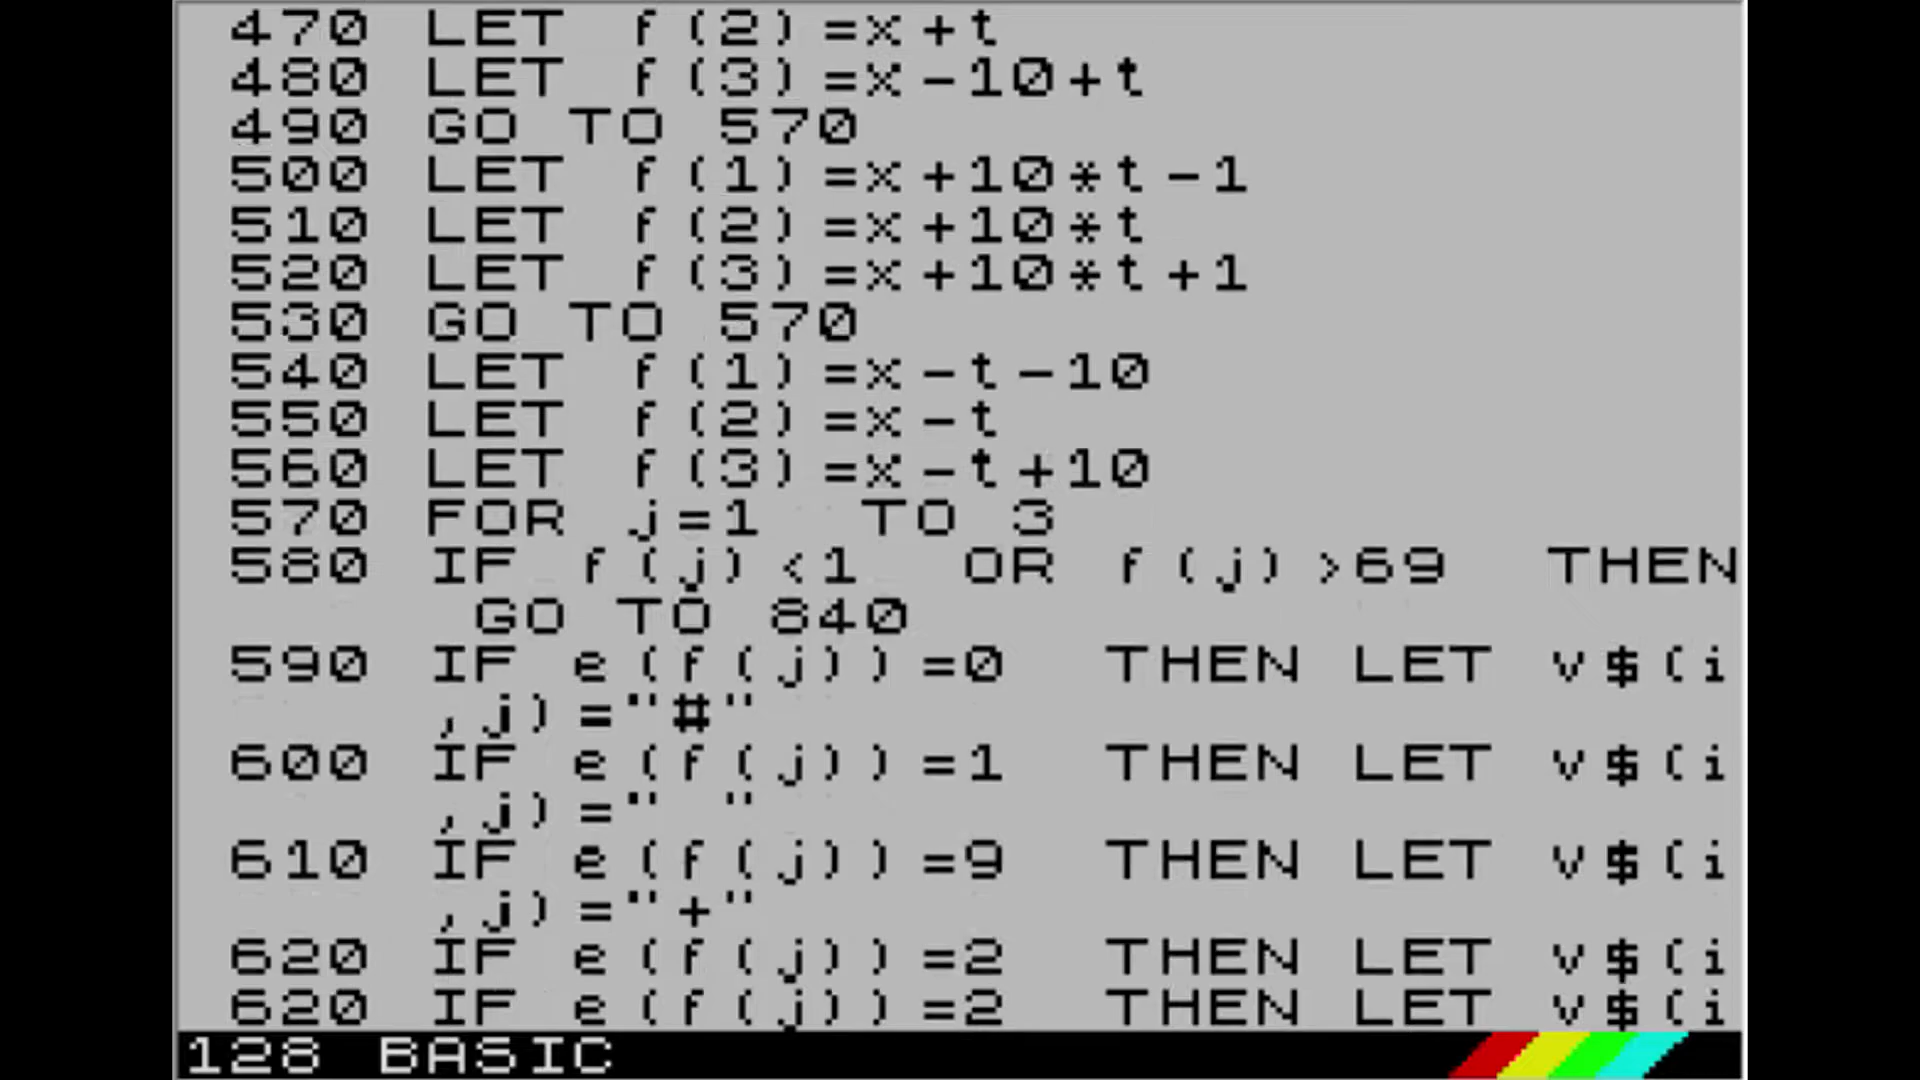 470 LET f(2)=x+t
480 LET f(3)=x-10+t
490 GO TO 570
500 LET f(1)=x+10*t-1
510 LET f(2)=x+10*t
520 LET f(3)=x+10*t+1
530 GO TO 570
540 LET f(1)=x-t-10
550 LET f(2)=x-t
560 LET f(3)=x-t+10
570 FOR j=1 TO 3
580 IF f(j)<1 OR f(j)>69 THEN
GO TO 840
590 IF e(f(j))=0 THEN LET v$(i
,j)="#"
600 IF e(f(j))=1 THEN LET v$(i
,j)=" "
610 IF e(f(j))=9 THEN LET v$(i
,j)="+"
620 IF e(f(j))=2 THEN LET v$(i
620 IF e(f(j))=2 THEN LET v$(i
128 BASIC